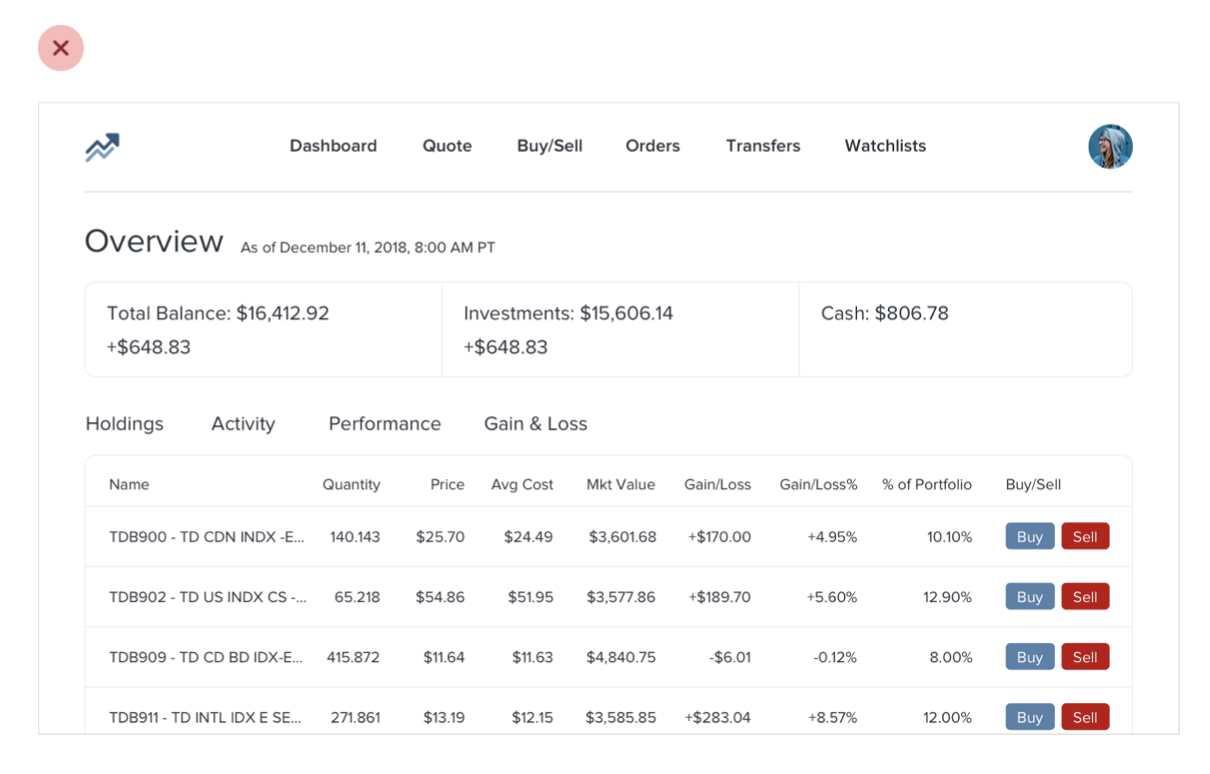 Dashboard Quote Buy/Sell Orders Transfers Watchlists
Overview As of December 11, 2018, 8:00 AM PT
Total Balance: $16,412.92 Investments: $15,606.14 Cash: $806.78
+$648.83 +$648.83
Holdings Activity Performance Gain & Loss
Name Quantity Price Avg Cost Mkt Value Gain/Loss Gain/Loss% % of Portfolio Buy/Sell
TDB900 - TD CDN INDX -E... 140.143 $25.70 $24.49 $3,601.68 +$170.00 +4.95% 10.10% Buy Sell
TDB902 - TD US INDX CS -... 65.218 $54.86 $51.95 $3,577.86 +$189.70 +5.60% 12.90% Buy Sell
TDB909 - TD CD BD IDX-E... 415.872 $11.64 $11.63 $4,840.75 -$6.01 -0.12% 8.00% Buy Sell
TDB911 - TD INTL IDX E SE... 271.861 $13.19 $12.15 $3,585.85 +$283.04 +8.57% 12.00% Buy Sell